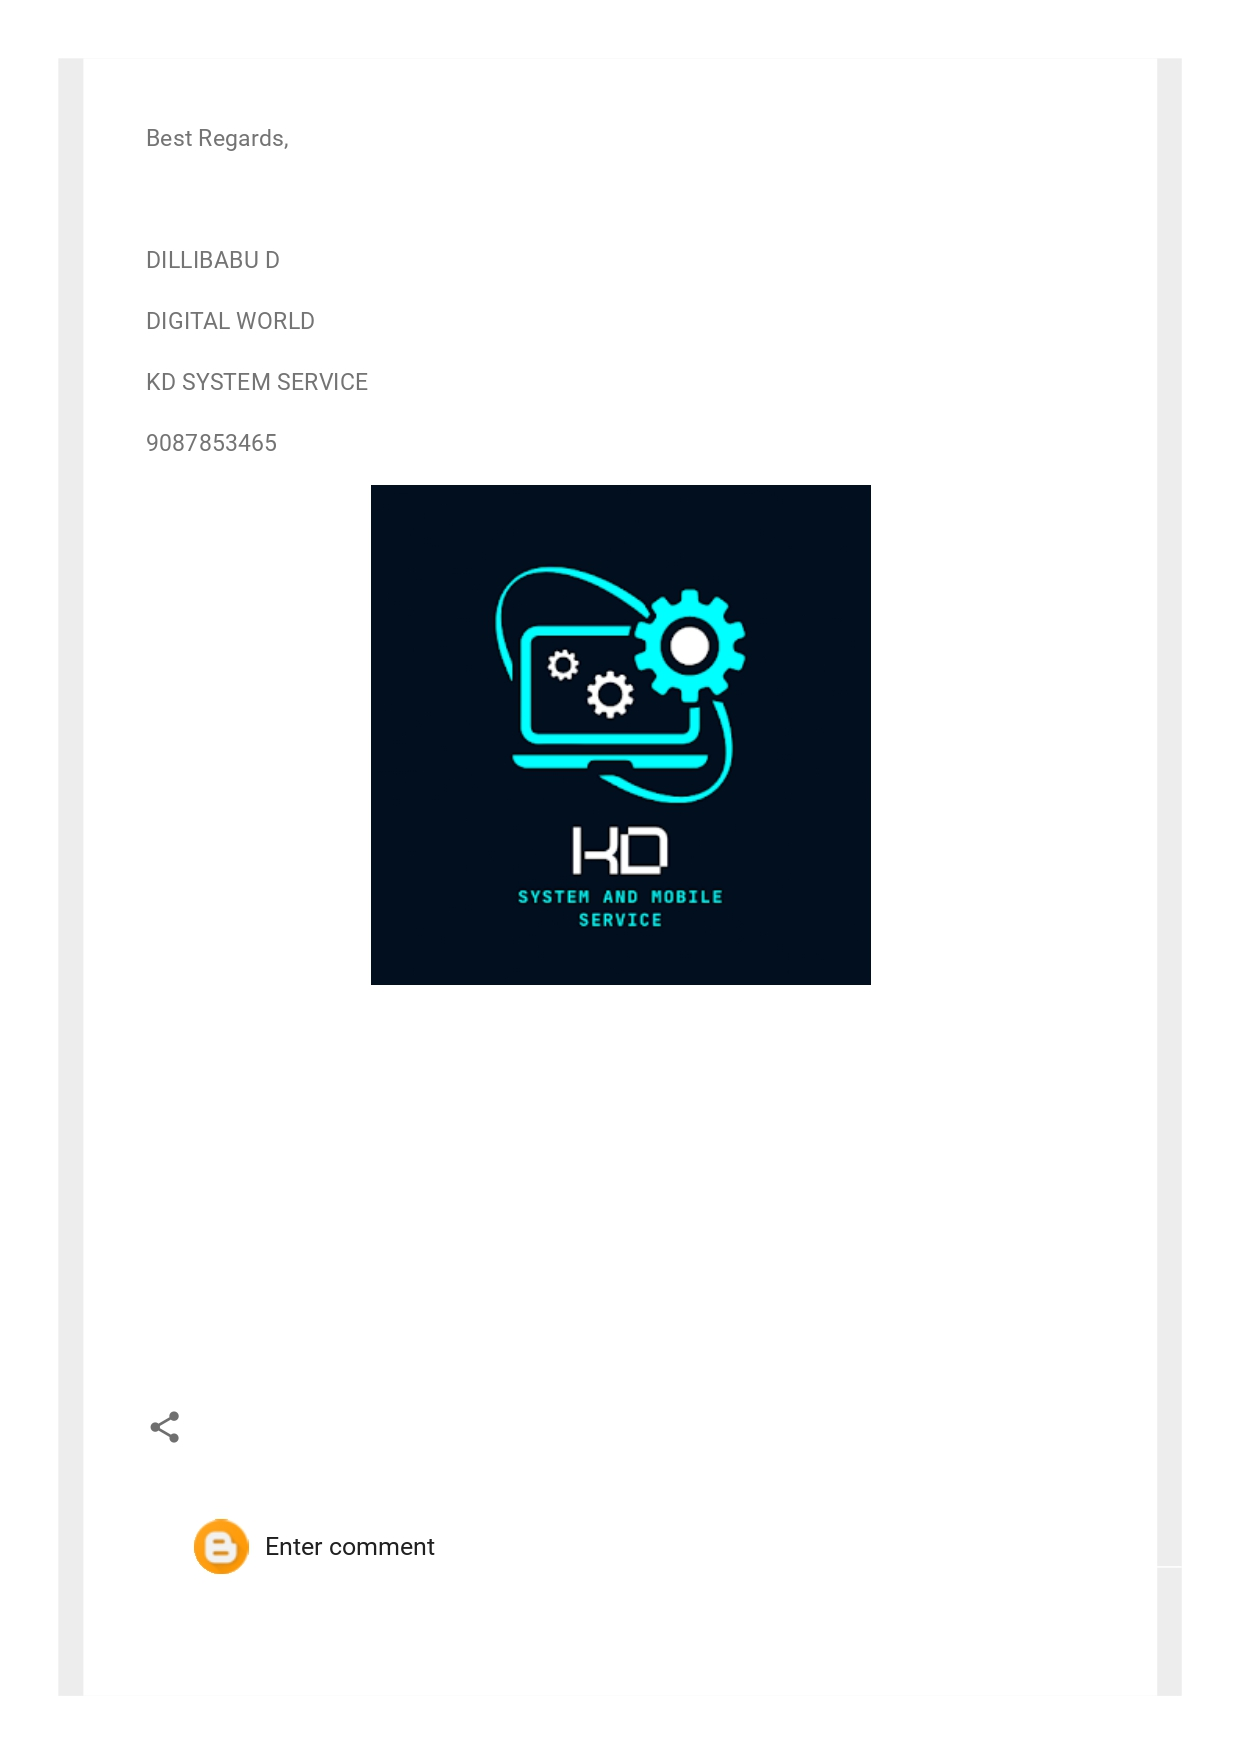 Best Regards,
DILLIBABU D
DIGITAL WORLD
KD SYSTEM SERVICE
9087853465
KD
SYSTEM AND MOBILE
SERVICE
Enter comment